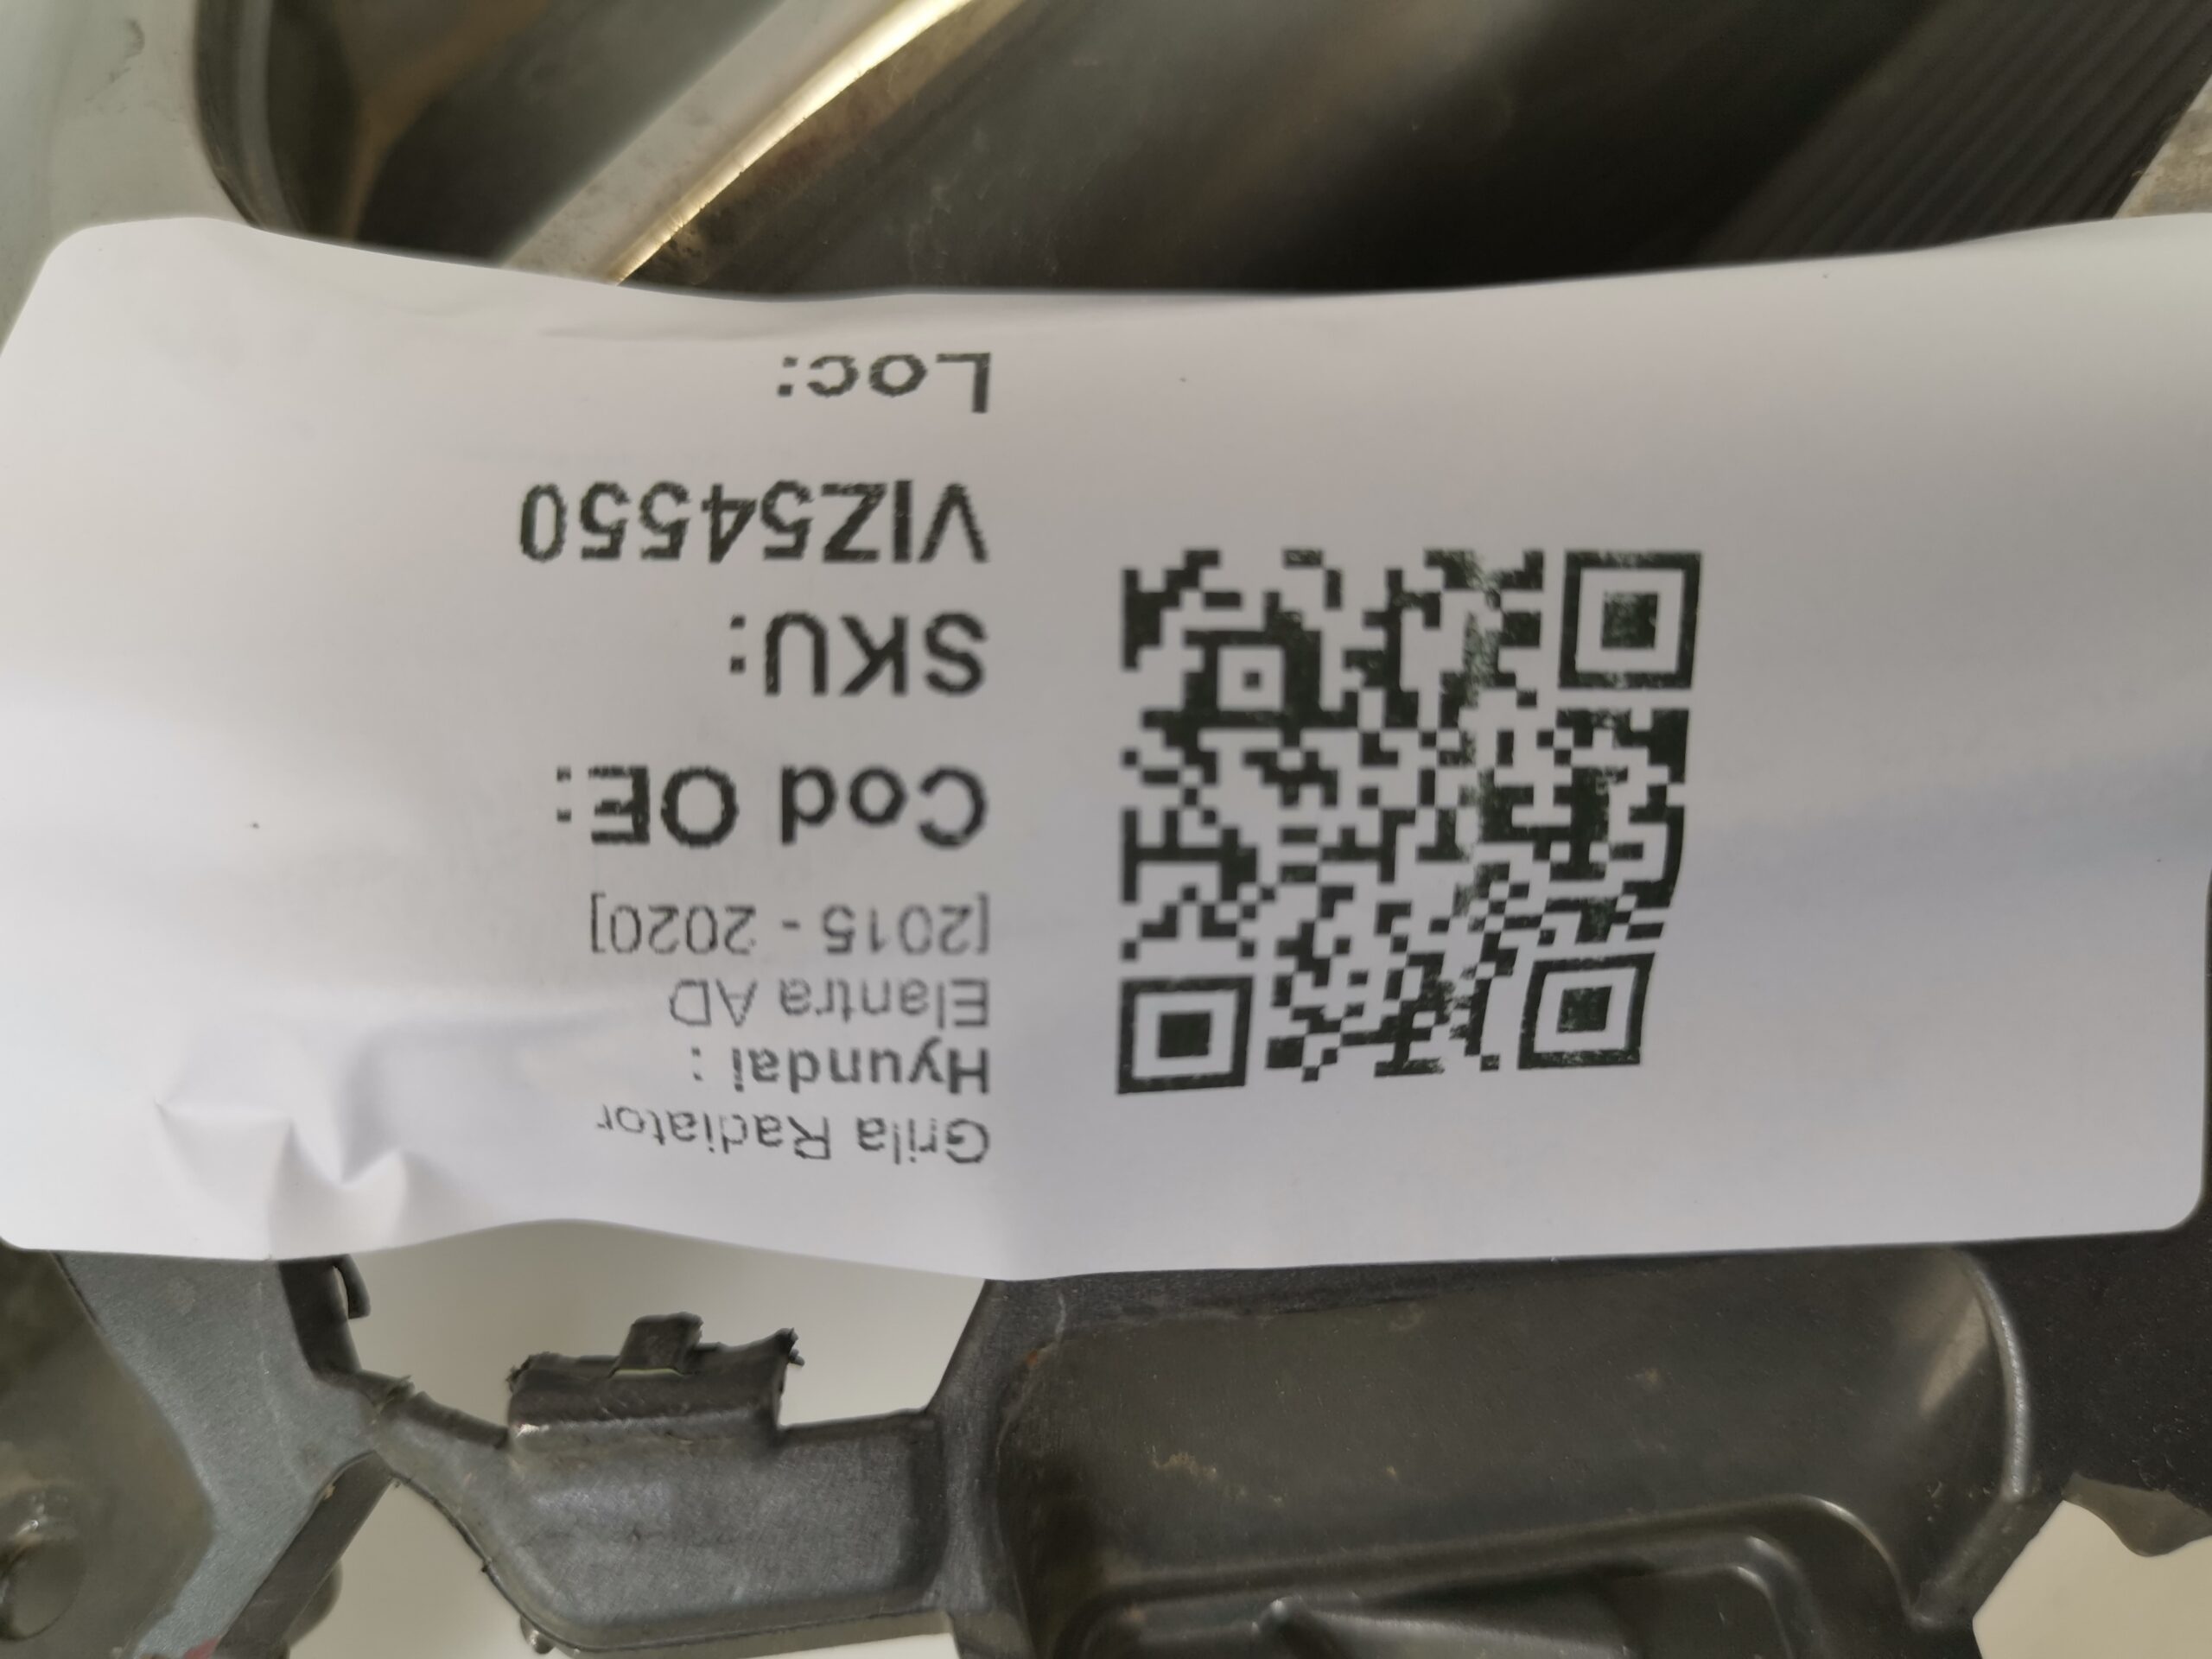 Grila Radiator
Hyundai :
Elantra AD
[2015 - 2020]
Cod OE:
SKU:
VIZ54550
Loc: